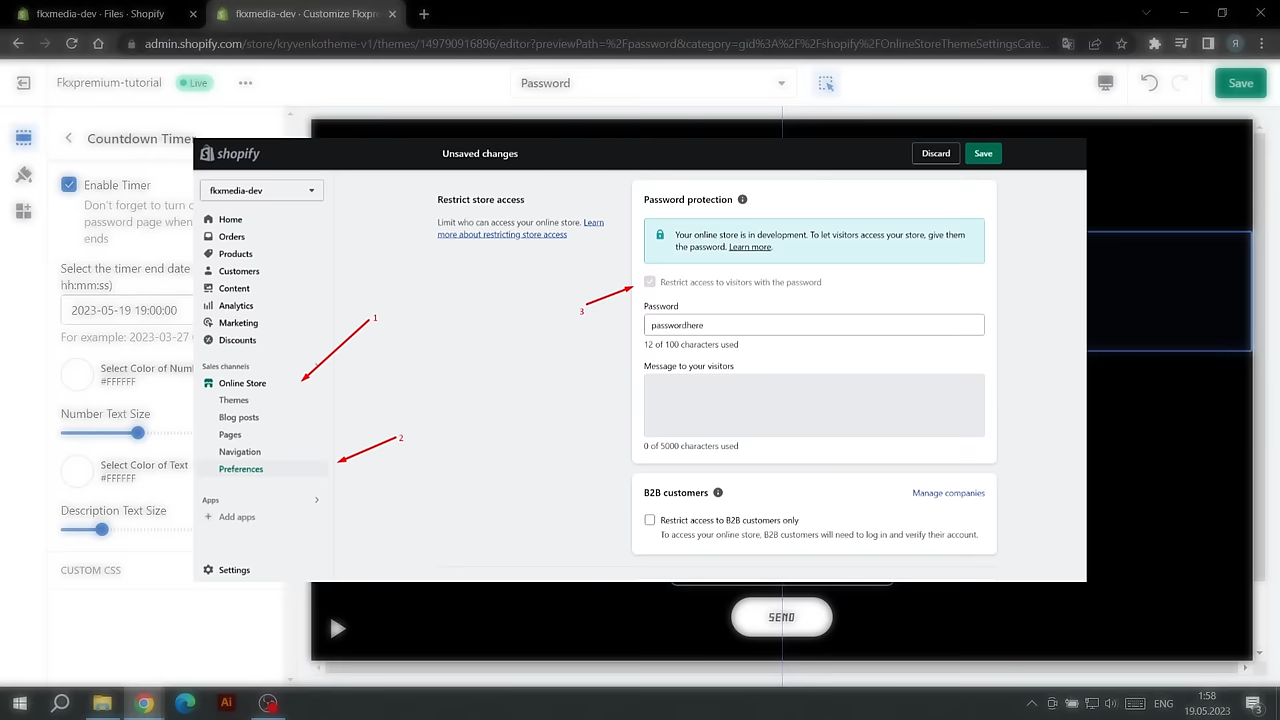 fkxmedia-dev - Files - Shopify
fkxmedia-dev - Customize Fkxpre
admin.shopify.com/store/kryvenkotheme-v1/themes/149790916896/editor?previewPath=%2Fpassword&category=gid%3A%2F%2Fshopify%2FOnlineStoreThemeSettingsCate...
Я
Fkxpremium-tutorial
Live
Password
Save
Countdown Time
Enable Timer
Don't forget to turn o
password page when
ends
Select the timer end date
hh:mm:ss)
2023-05-19 19:00:00
For example: 2023-03-27
Select Color of Num
#FFFFFF
Number Text Size
Select Color of Text
#FFFFFF
Description Text Size
CUSTOM CSS
shopify
Unsaved changes
Discard
Save
fkxmedia-dev
Home
Orders
Products
Customers
Content
Analytics
Marketing
Discounts
Sales channels
Online Store
Themes
Blog posts
Pages
Navigation
Preferences
Apps
Add apps
Settings
1
2
3
Restrict store access
Limit who can access your online store. Learn
more about restricting store access
Password protection
Your online store is in development. To let visitors access your store, give them
the password. Learn more.
Restrict access to visitors with the password
Password
passwordhere
12 of 100 characters used
Message to your visitors
0 of 5000 characters used
B2B customers
Manage companies
Restrict access to B2B customers only
To access your online store, B2B customers will need to log in and verify their account.
SEND
Ai
ENG
1:58
19.05.2023
3